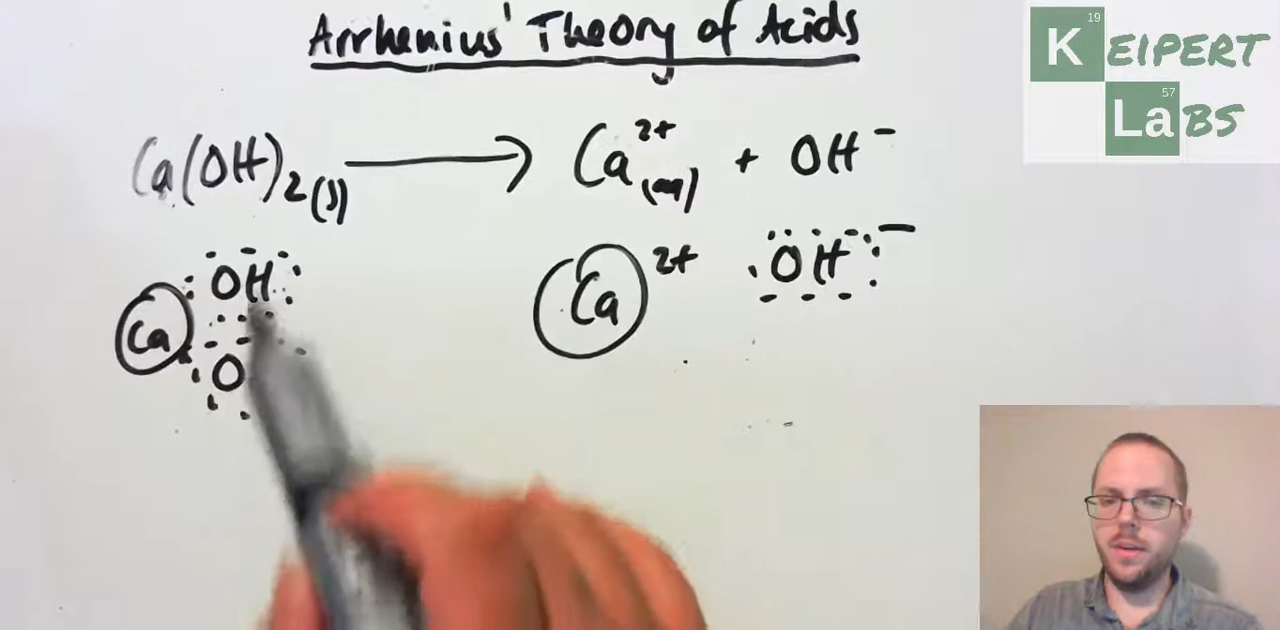 Arrhenius' Theory of Acids
19
KEIPERT
57
LaBS
Ca(OH)₂(s) → Ca²⁺(aq) + OH⁻
OH
Ca
O
Ca 2+ OH⁻